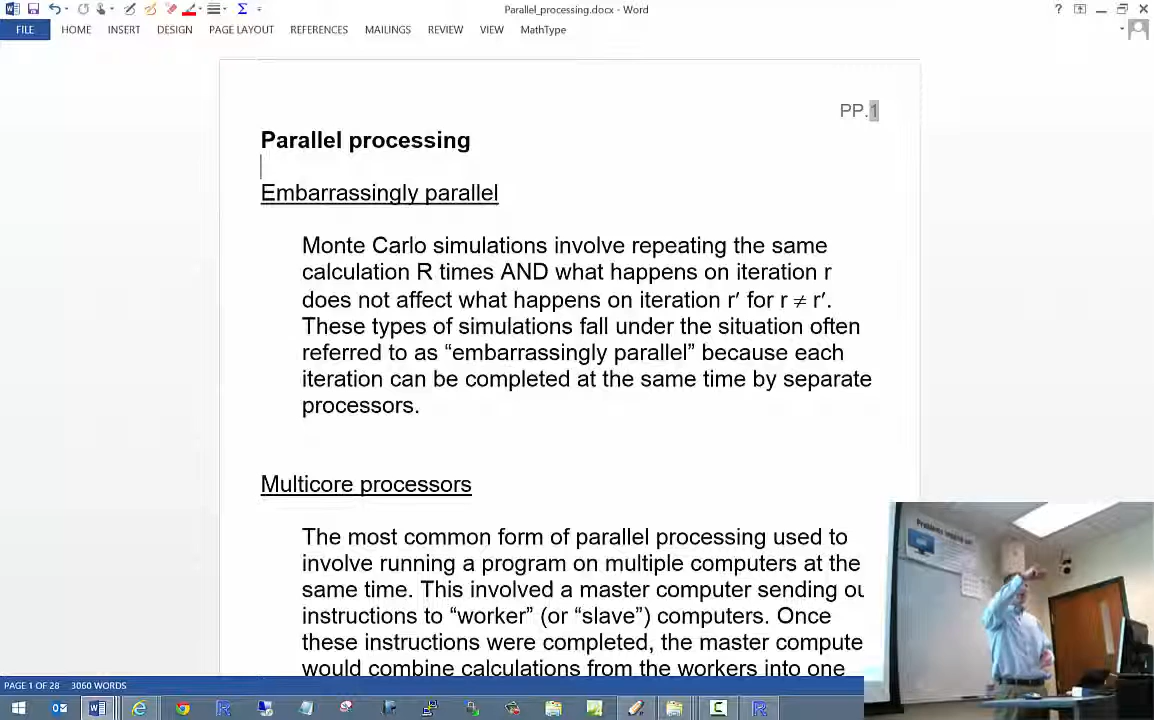 Parallel_processing.docx - Word
?
FILE HOME INSERT DESIGN PAGE LAYOUT REFERENCES MAILINGS REVIEW VIEW MathType
PP.1
Parallel processing
Embarrassingly parallel
Monte Carlo simulations involve repeating the same
calculation R times AND what happens on iteration r
does not affect what happens on iteration r′ for r ≠ r′.
These types of simulations fall under the situation often
referred to as “embarrassingly parallel” because each
iteration can be completed at the same time by separate
processors.
Multicore processors
The most common form of parallel processing used to
involve running a program on multiple computers at the
same time. This involved a master computer sending ou
instructions to “worker” (or “slave”) computers. Once
these instructions were completed, the master compute
would combine calculations from the workers into one
PAGE 1 OF 28 3060 WORDS